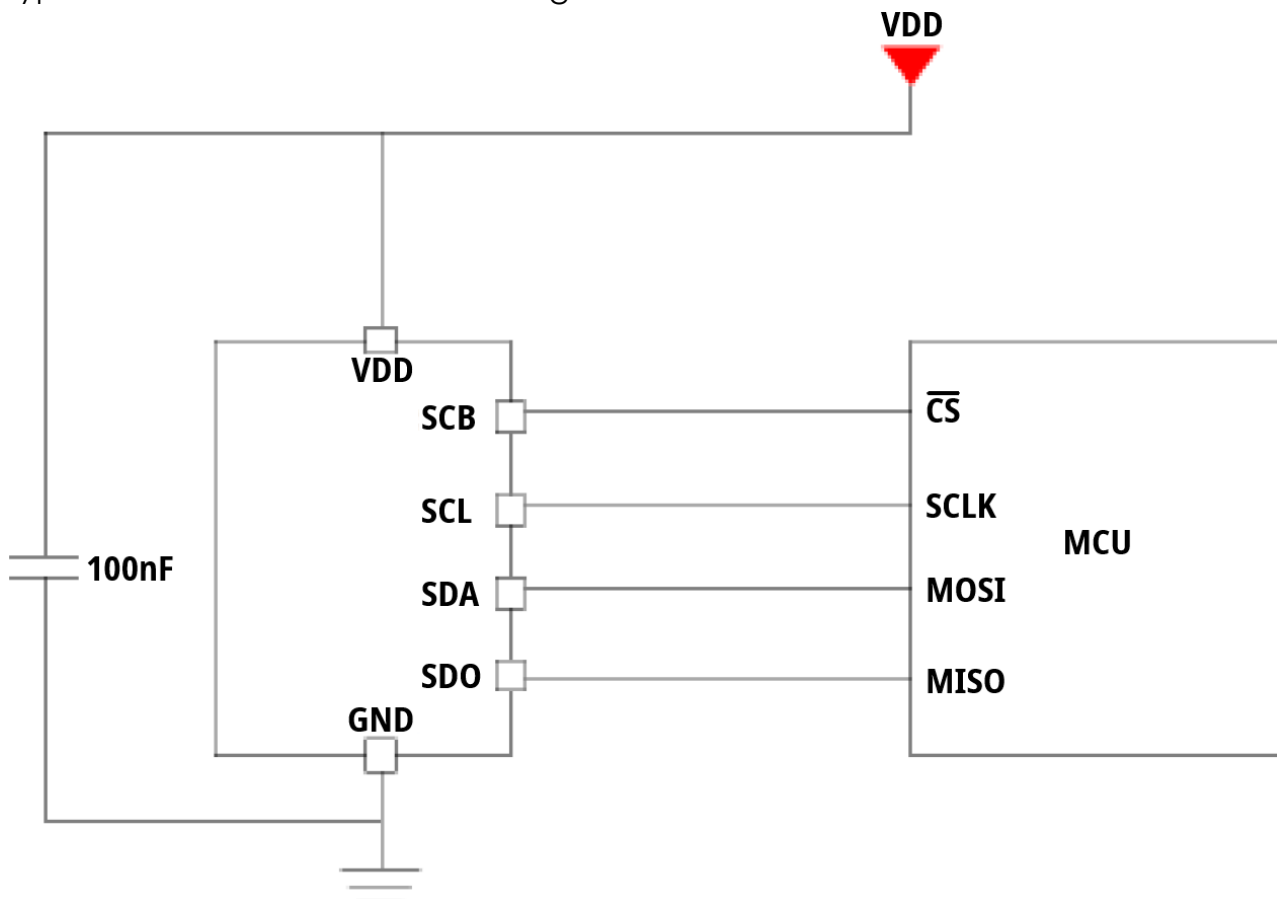 VDD
VDD
SCB
CS
SCL
SCLK
MCU
100nF
SDA
MOSI
SDO
MISO
GND